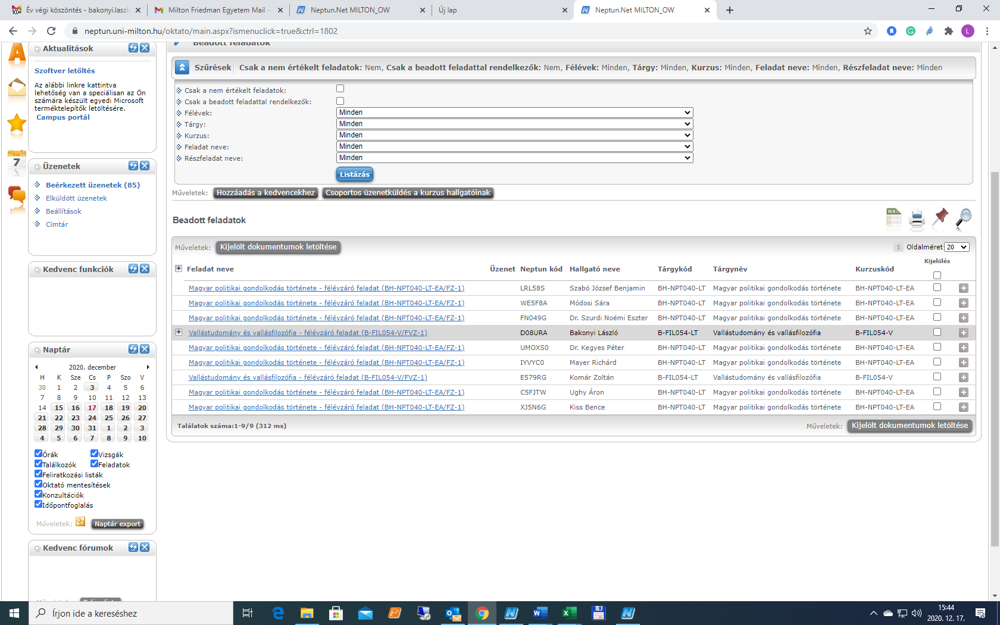 100+ Év végi köszöntés - bakonyi.laszl
Milton Friedman Egyetem Mail -
Neptun.Net MILTON_OW
Új lap
Neptun.Net MILTON_OW
neptun.uni-milton.hu/oktato/main.aspx?ismenuclick=true&ctrl=1802
L
Aktualitások
Szoftver letöltés
Az alábbi linkre kattintva
lehetőség van a speciálisan az Ön
számára készült egyedi Microsoft
terméktelepítők letöltésére.
Campus portál
7
Üzenetek
Beérkezett üzenetek (85)
Elküldött üzenetek
Beállítások
Címtár
Kedvenc funkciók
Naptár
2020. december
H K Sze Cs P Szo V
30 1 2 3 4 5 6
7 8 9 10 11 12 13
14 15 16 17 18 19 20
21 22 23 24 25 26 27
28 29 30 31 1 2 3
4 5 6 7 8 9 10
Órák Vizsgák
Találkozók Feladatok
Feliratkozási listák
Oktató mentesítések
Konzultációk
Időpontfoglalás
Műveletek: Naptár export
Kedvenc fórumok
Beadott feladatok
Szűrések Csak a nem értékelt feladatok: Nem, Csak a beadott feladattal rendelkezők: Nem, Félévek: Minden, Tárgy: Minden, Kurzus: Minden, Feladat neve: Minden, Részfeladat neve: Minden
Csak a nem értékelt feladatok:
Csak a beadott feladattal rendelkezők:
Félévek: Minden
Tárgy: Minden
Kurzus: Minden
Feladat neve: Minden
Részfeladat neve: Minden
Listázás
Műveletek: Hozzáadás a kedvencekhez Csoportos üzenetküldés a kurzus hallgatóinak
Beadott feladatok
XLS
Műveletek: Kijelölt dokumentumok letöltése 1 Oldalméret 20
Feladat neve Üzenet Neptun kód Hallgató neve Tárgykód Tárgynév Kurzuskód Kijelölés
Magyar politikai gondolkodás története - félévzáró feladat (BH-NPT040-LT-EA/FZ-1) LRL58S Szabó József Benjamin BH-NPT040-LT Magyar politikai gondolkodás története BH-NPT040-LT-EA
Magyar politikai gondolkodás története - félévzáró feladat (BH-NPT040-LT-EA/FZ-1) WE5F8A Módosi Sára BH-NPT040-LT Magyar politikai gondolkodás története BH-NPT040-LT-EA
Magyar politikai gondolkodás története - félévzáró feladat (BH-NPT040-LT-EA/FZ-1) FN049G Dr. Szurdi Noémi Eszter BH-NPT040-LT Magyar politikai gondolkodás története BH-NPT040-LT-EA
Vallástudomány és vallásfilozófia - félévzáró feladat (B-FIL054-V/FVZ-1) D08URA Bakonyi László B-FIL054-LT Vallástudomány és vallásfilozófia B-FIL054-V
Magyar politikai gondolkodás története - félévzáró feladat (BH-NPT040-LT-EA/FZ-1) UMOXS0 Dr. Kegyes Péter BH-NPT040-LT Magyar politikai gondolkodás története BH-NPT040-LT-EA
Magyar politikai gondolkodás története - félévzáró feladat (BH-NPT040-LT-EA/FZ-1) IYVYC0 Mayer Richárd BH-NPT040-LT Magyar politikai gondolkodás története BH-NPT040-LT-EA
Vallástudomány és vallásfilozófia - félévzáró feladat (B-FIL054-V/FVZ-1) E579RG Komár Zoltán B-FIL054-LT Vallástudomány és vallásfilozófia B-FIL054-V
Magyar politikai gondolkodás története - félévzáró feladat (BH-NPT040-LT-EA/FZ-1) C5FJTW Ughy Áron BH-NPT040-LT Magyar politikai gondolkodás története BH-NPT040-LT-EA
Magyar politikai gondolkodás története - félévzáró feladat (BH-NPT040-LT-EA/FZ-1) XJ5N6G Kiss Bence BH-NPT040-LT Magyar politikai gondolkodás története BH-NPT040-LT-EA
Találatok száma:1-9/9 (312 ms) Műveletek: Kijelölt dokumentumok letöltése
Írjon ide a kereséshez
15:44
2020. 12. 17.